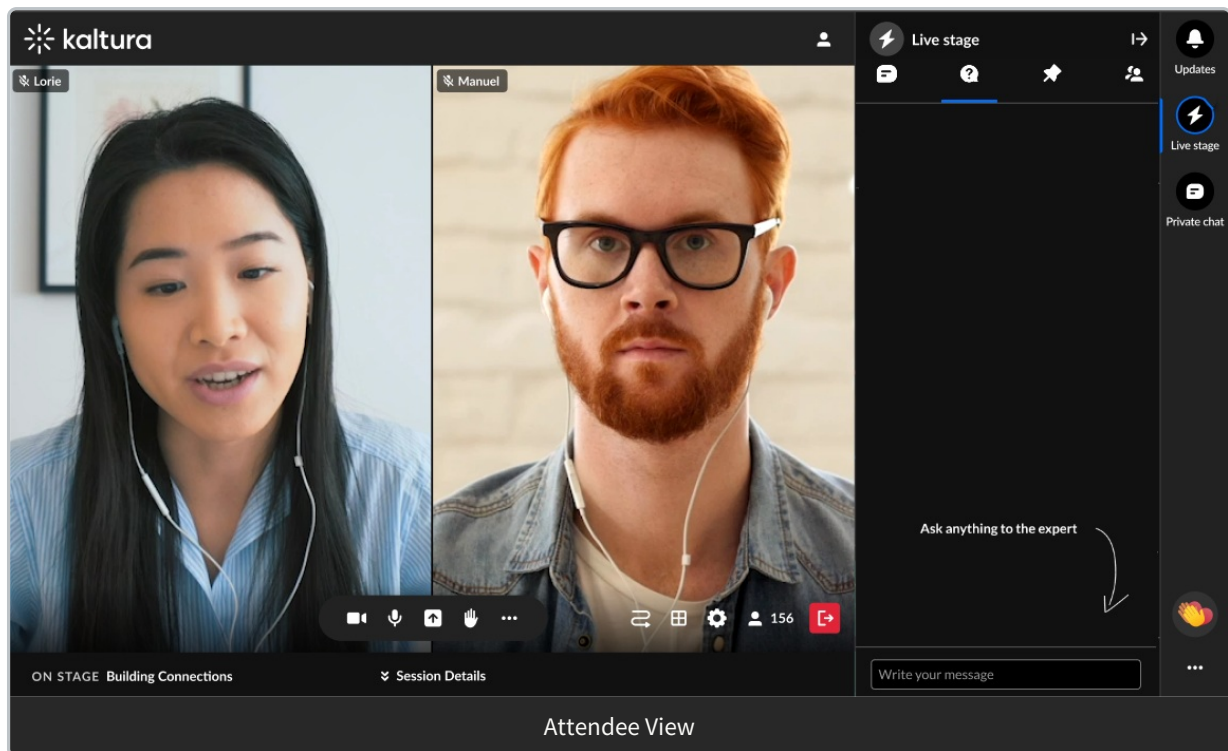 kaltura
Lorie
Manuel
156
ON STAGE Building Connections
Session Details
Live stage
Ask anything to the expert
Write your message
Updates
Live stage
Private chat
Attendee View